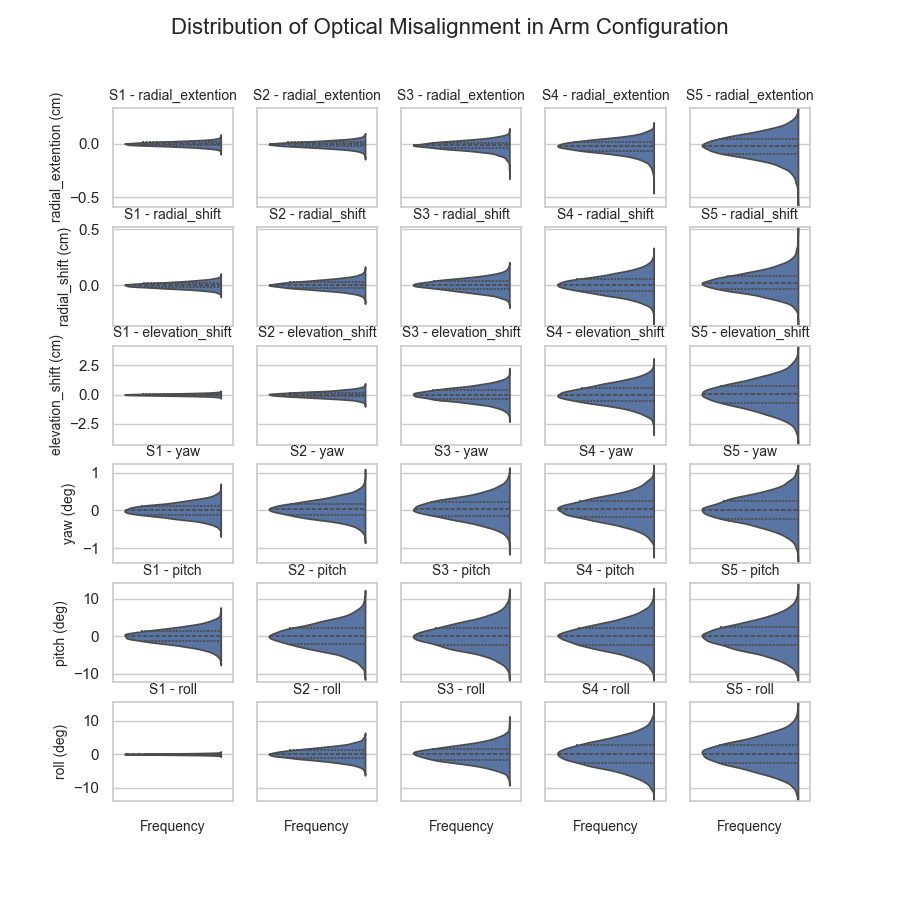 Distribution of Optical Misalignment in Arm Configuration
S1 - radial_extention S2 - radial_extention S3 - radial_extention S4 - radial_extention S5 - radial_extention
radial_extention (cm)
0.0
−0.5
S1 - radial_shift S2 - radial_shift S3 - radial_shift S4 - radial_shift S5 - radial_shift
radial_shift (cm)
0.5
0.0
S1 - elevation_shift S2 - elevation_shift S3 - elevation_shift S4 - elevation_shift S5 - elevation_shift
elevation_shift (cm)
2.5
0.0
−2.5
S1 - yaw S2 - yaw S3 - yaw S4 - yaw S5 - yaw
yaw (deg)
1
0
−1
S1 - pitch S2 - pitch S3 - pitch S4 - pitch S5 - pitch
pitch (deg)
10
0
−10
S1 - roll S2 - roll S3 - roll S4 - roll S5 - roll
roll (deg)
10
0
−10
Frequency Frequency Frequency Frequency Frequency